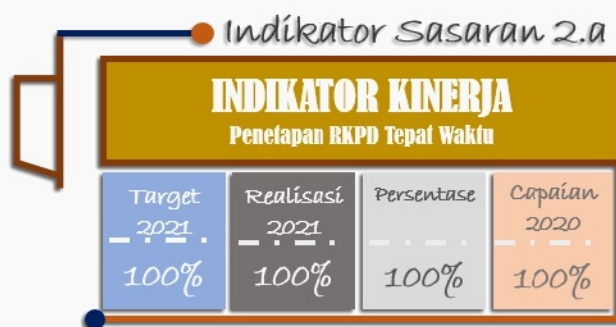 Indikator Sasaran 2.a
INDIKATOR KINERJA
Penetapan RKPD Tepat Waktu
Target
2021
100%
Realisasi
2021
100%
Persentase
100%
Capaian
2020
100%